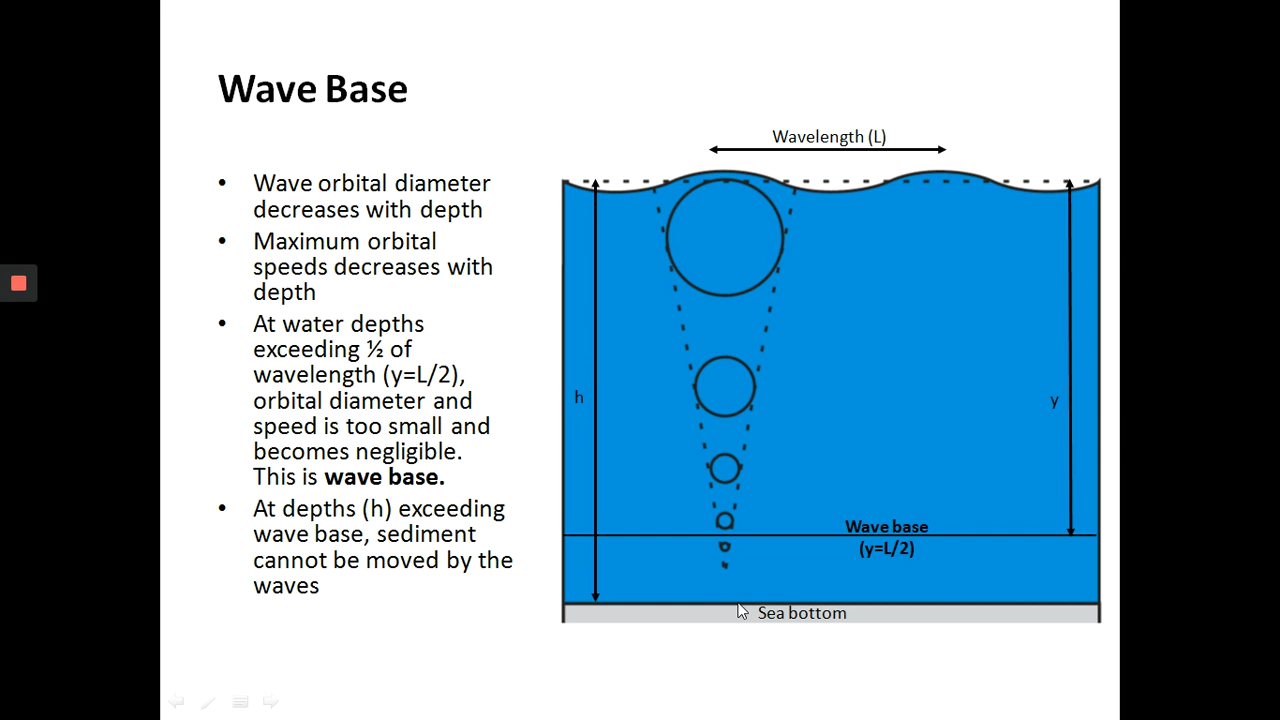 Wave Base
• Wave orbital diameter
decreases with depth
• Maximum orbital
speeds decreases with
depth
• At water depths
exceeding ½ of
wavelength (y=L/2),
orbital diameter and
speed is too small and
becomes negligible.
This is wave base.
• At depths (h) exceeding
wave base, sediment
cannot be moved by the
waves
Wavelength (L)
h
y
Wave base
(y=L/2)
Sea bottom